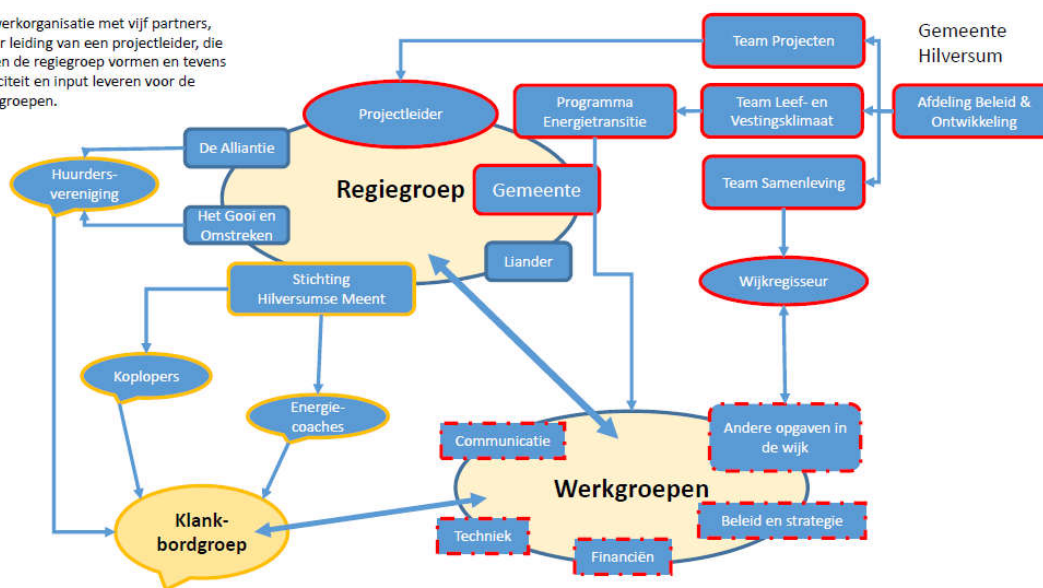 werkorganisatie met vijf partners,
r leiding van een projectleider, die
en de regiegroep vormen en tevens
citeit en input leveren voor de
groepen.
Gemeente
Hilversum
Team Projecten
Projectleider
Programma
Energietransitie
Team Leef- en
Vestingsklimaat
Afdeling Beleid &
Ontwikkeling
De Alliantie
Huurders-
vereniging
Regiegroep
Gemeente
Team Samenleving
Het Gooi en
Omstreken
Liander
Stichting
Hilversumse Meent
Wijkregisseur
Koplopers
Energie-
coaches
Communicatie
Andere opgaven in
de wijk
Werkgroepen
Klank-
bordgroep
Techniek
Beleid en strategie
Financiën